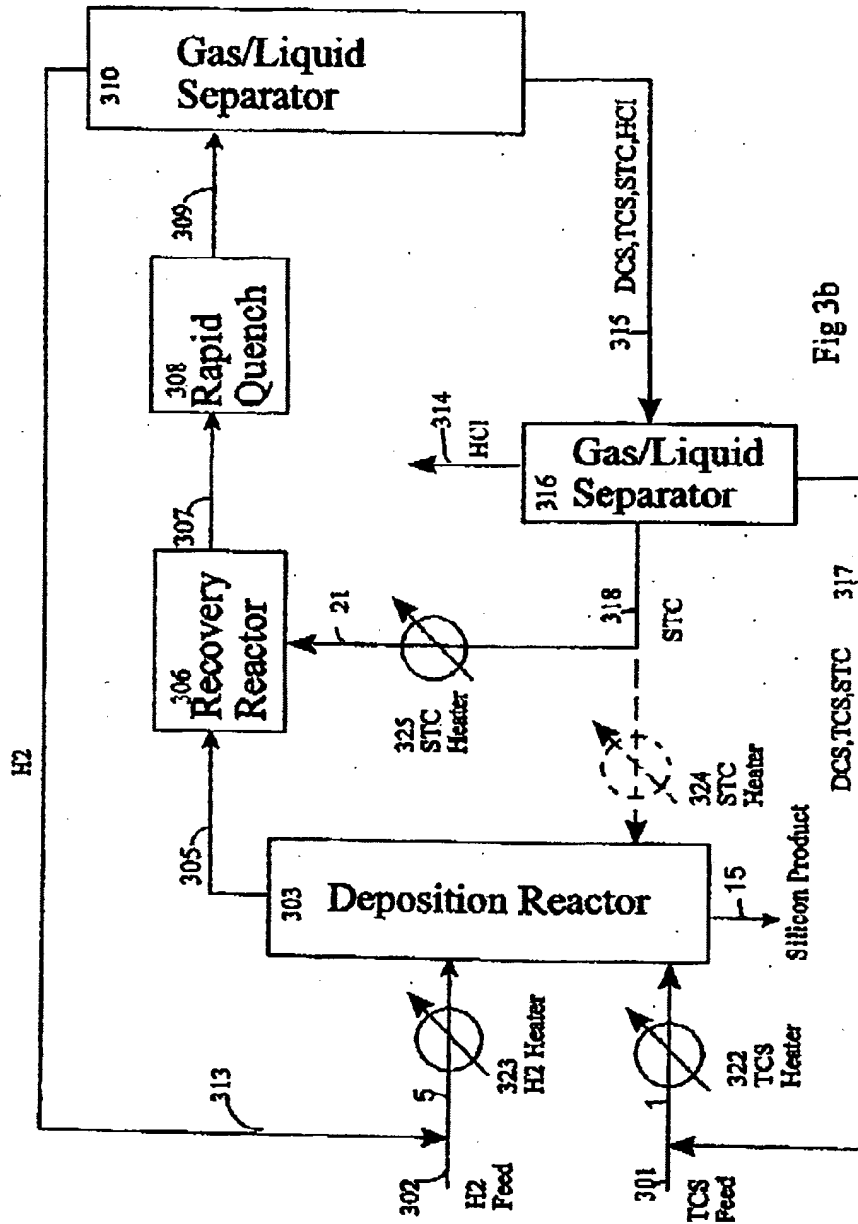 H2
310
Gas/Liquid
Separator
309
308
Rapid
Quench
307
306
Recovery
Reactor
305
21
325
STC
Heater
315
DCS,TCS,STC,HCl
314
HCl
316
Gas/Liquid
Separator
318
STC
317
DCS,TCS,STC
324
STC
Heater
303
Deposition Reactor
15
Silicon Product
313
302
H2
Feed
5
323
H2 Heater
301
TCS
Feed
1
322
TCS
Heater
Fig 3b